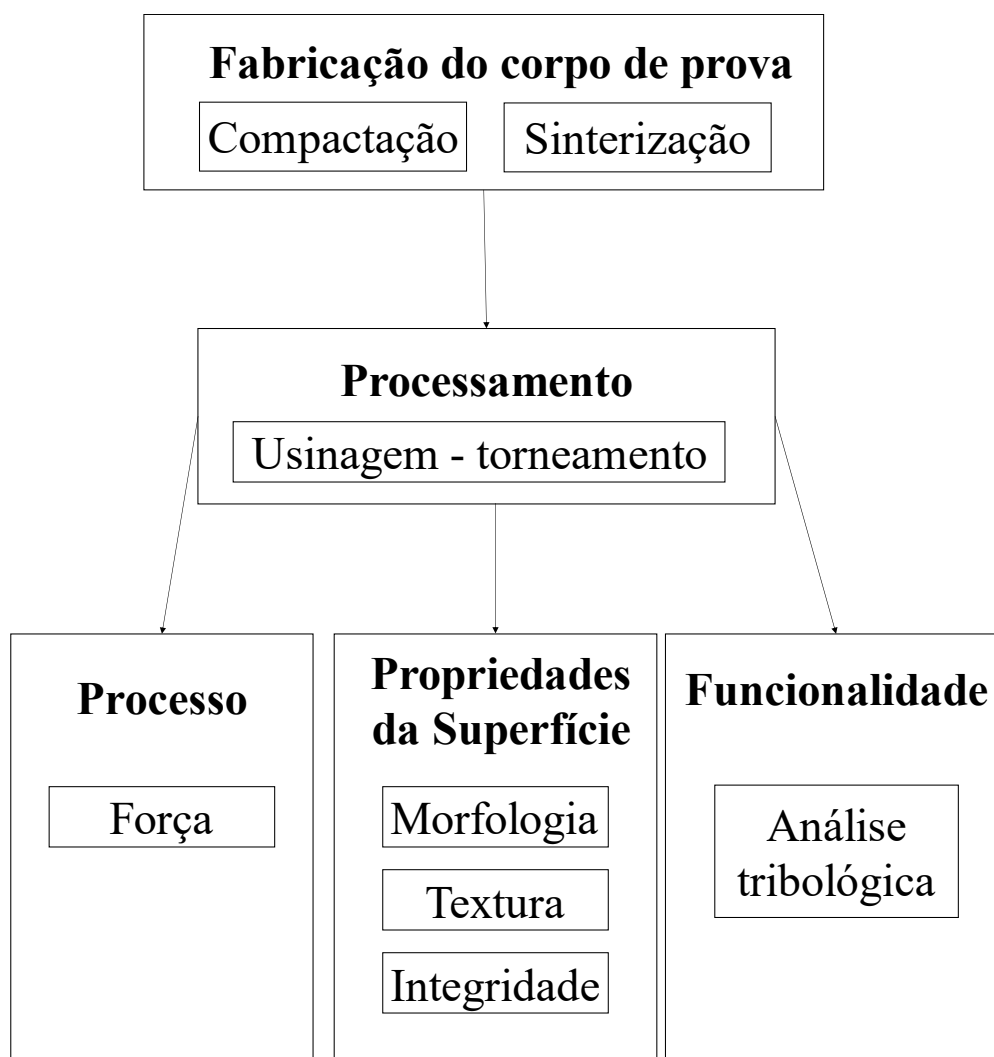 Fabricação do corpo de prova
Compactação
Sinterização
Processamento
Usinagem - torneamento
Processo
Força
Propriedades
da Superfície
Morfologia
Textura
Integridade
Funcionalidade
Análise
tribológica